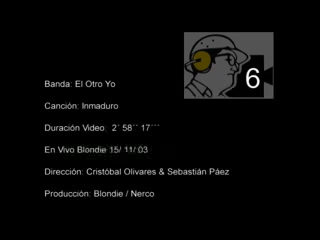 6
Banda: El Otro Yo
Canción: Inmaduro
Duración Video: 2´ 58´´ 17´´´
En Vivo Blondie 15/ 11/ 03
Dirección: Cristóbal Olivares & Sebastián Páez
Producción: Blondie / Nerco